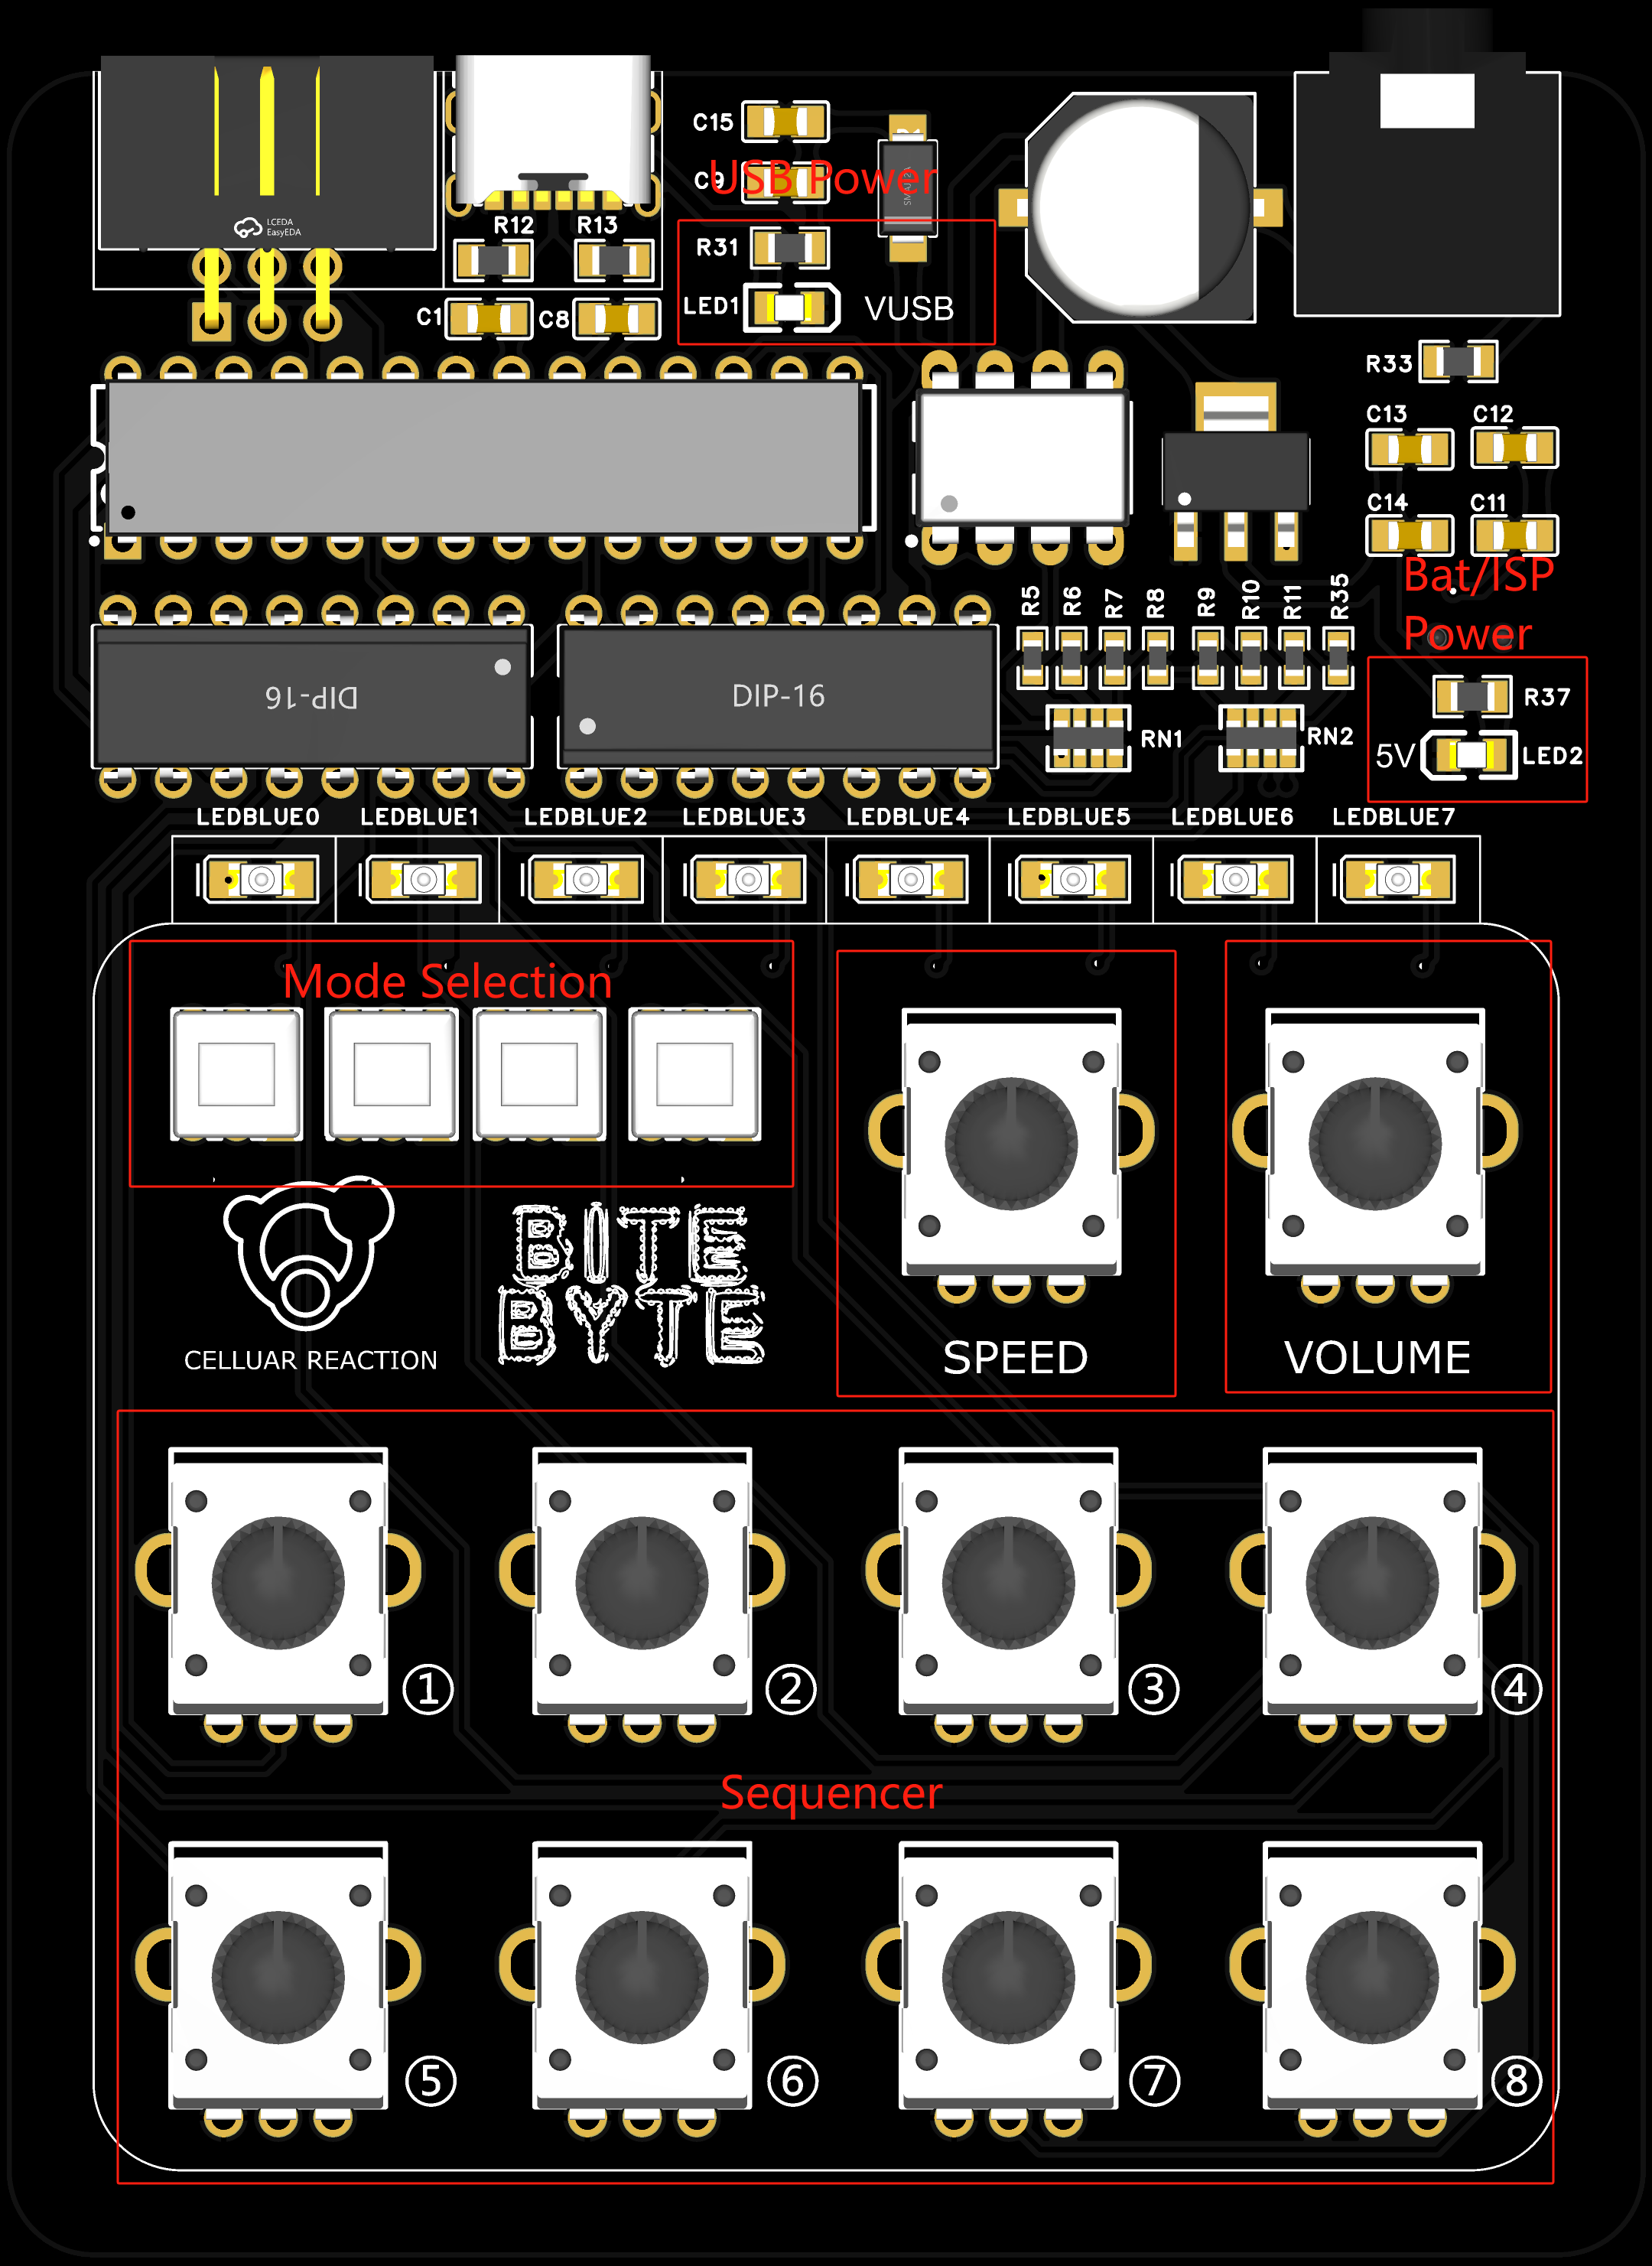 C15
USB Power
C9
SMAJ
LCEDA
EasyEDA
R12
R13
R31
LED1
VUSB
C1
C8
R33
C13
C12
C14
C11
Bat/ISP
Power
R5
R6
R7
R8
R9
R10
R11
R35
DIP-16
DIP-16
RN1
RN2
R37
5V
LED2
LEDBLUE0
LEDBLUE1
LEDBLUE2
LEDBLUE3
LEDBLUE4
LEDBLUE5
LEDBLUE6
LEDBLUE7
Mode Selection
BITE
BYTE
CELLUAR REACTION
SPEED
VOLUME
①
②
③
④
Sequencer
⑤
⑥
⑦
⑧